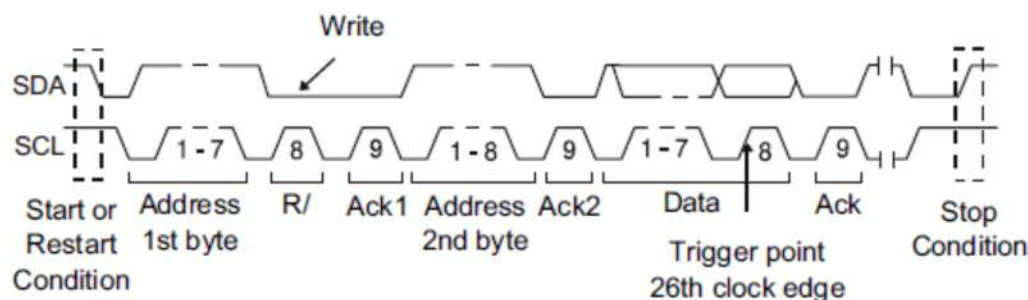 Write
SDA
SCL
1 - 7
8
9
1 - 8
9
1 - 7
8
9
Start or
Restart
Condition
Address
1st byte
R/
Ack1
Address
2nd byte
Ack2
Data
Trigger point
26th clock edge
Ack
Stop
Condition